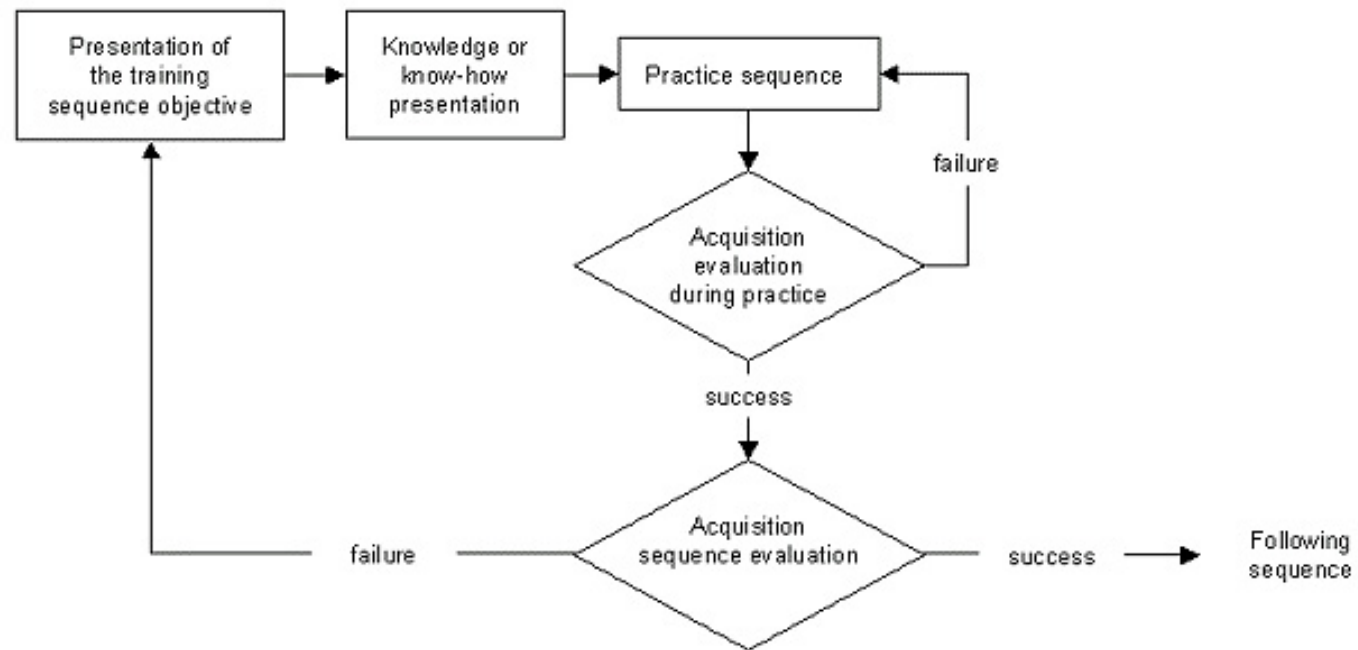 Presentation of
the training
sequence objective
Knowledge or
know-how
presentation
Practice sequence
failure
Acquisition
evaluation
during practice
success
Acquisition
sequence evaluation
failure
success
Following
sequence